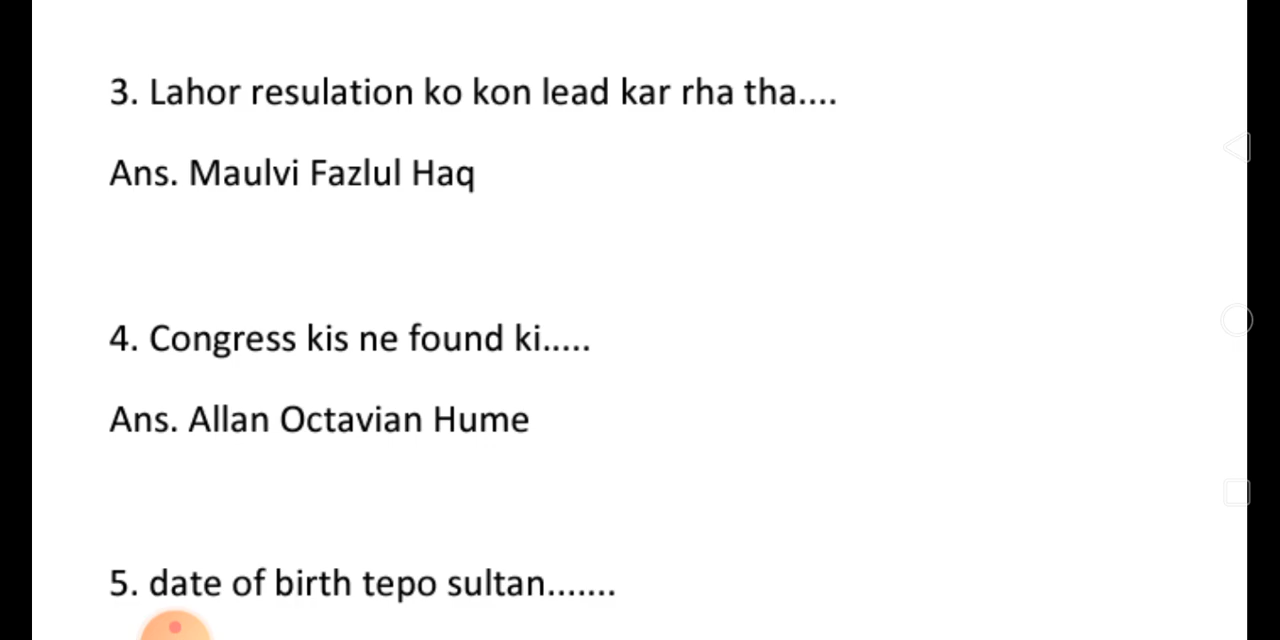 3. Lahor resulation ko kon lead kar rha tha....
Ans. Maulvi Fazlul Haq
4. Congress kis ne found ki.....
Ans. Allan Octavian Hume
5. date of birth tepo sultan.......